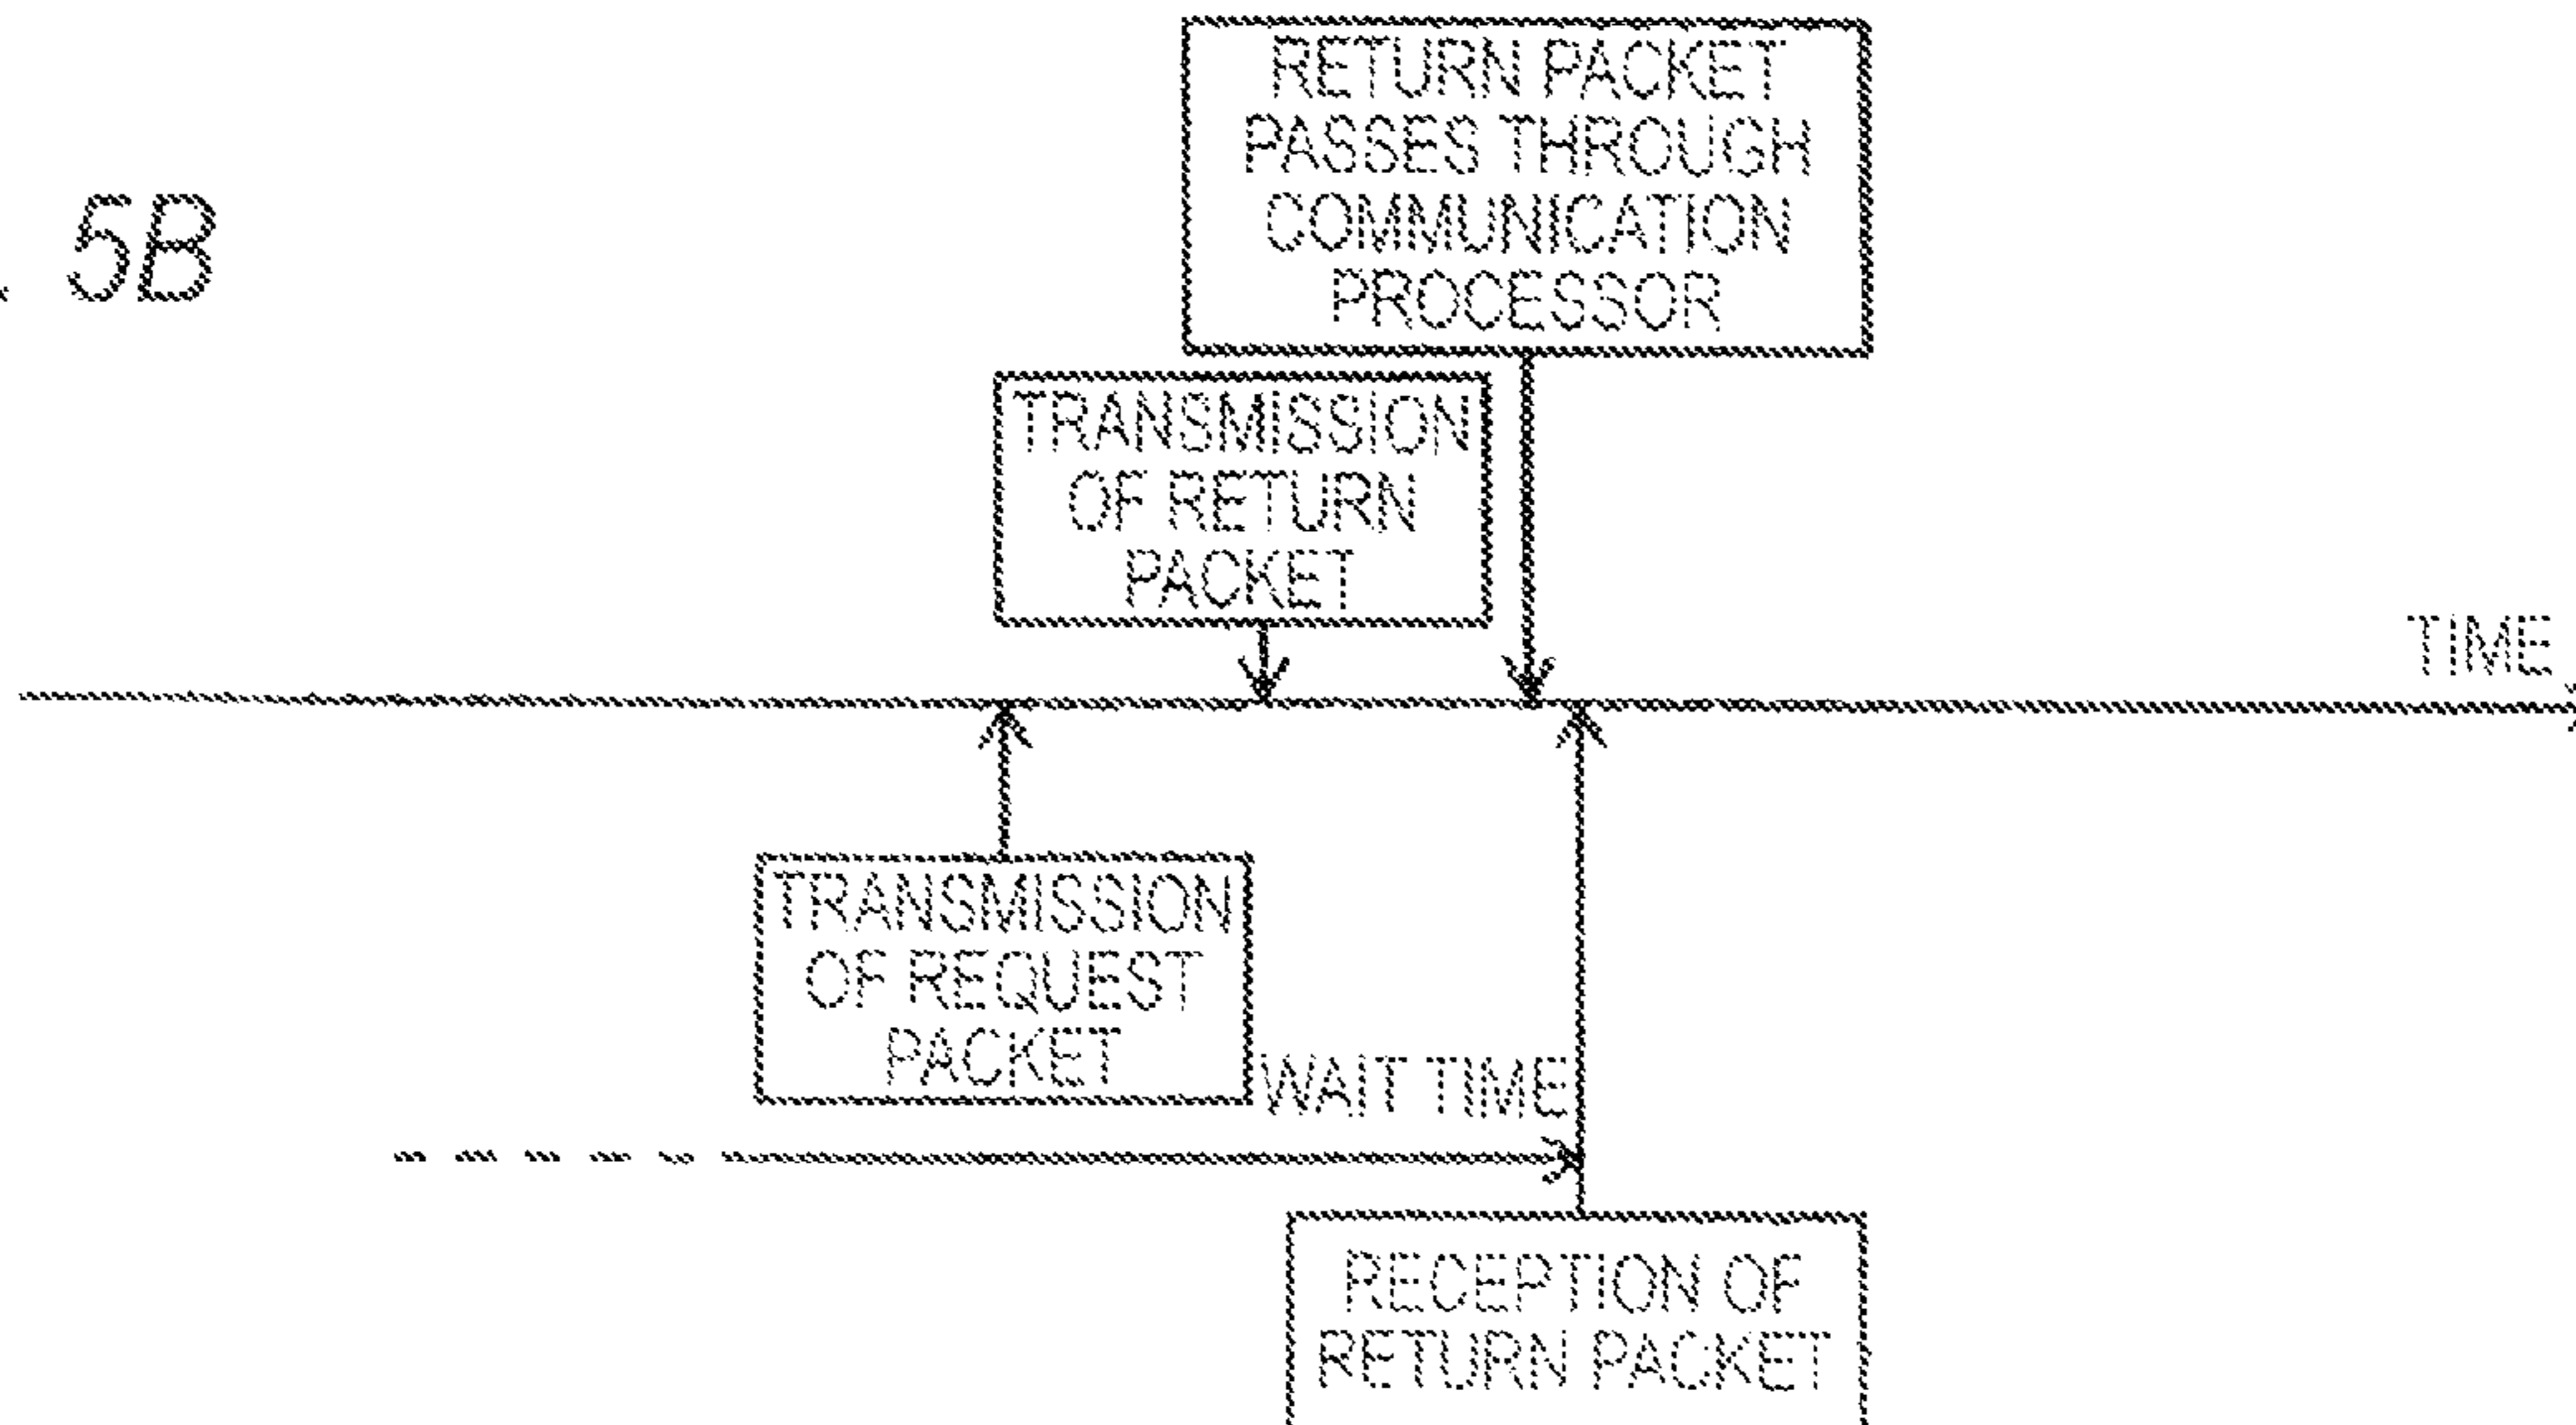 5B
RETURN PACKET
PASSES THROUGH
COMMUNICATION
PROCESSOR
TRANSMISSION
OF RETURN
PACKET
TIME
TRANSMISSION
OF REQUEST
PACKET
WAIT TIME
RECEPTION OF
RETURN PACKET